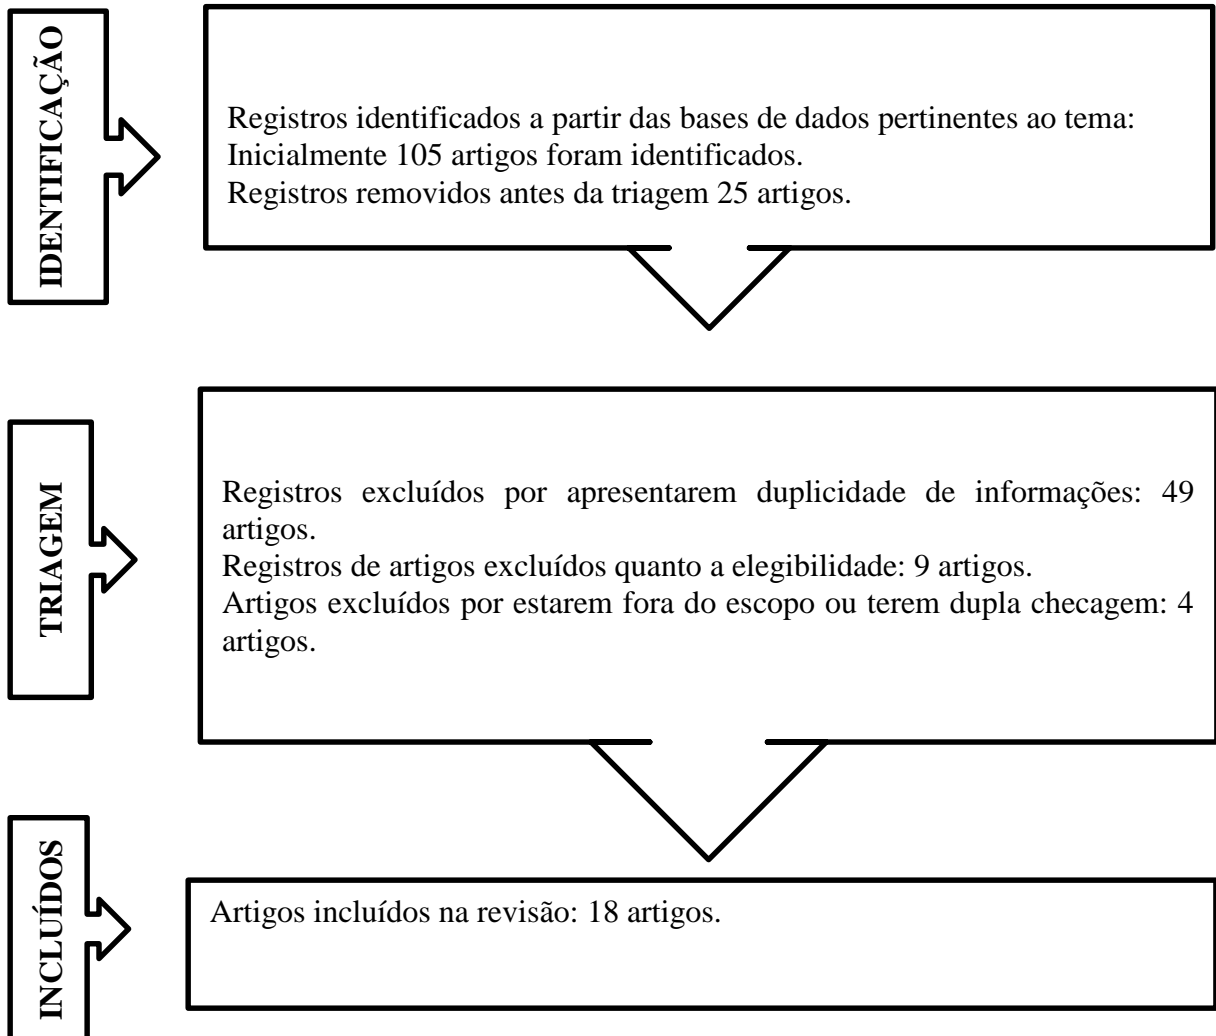 IDENTIFICAÇÃO
Registros identificados a partir das bases de dados pertinentes ao tema:
Inicialmente 105 artigos foram identificados.
Registros removidos antes da triagem 25 artigos.
TRIAGEM
Registros excluídos por apresentarem duplicidade de informações: 49
artigos.
Registros de artigos excluídos quanto a elegibilidade: 9 artigos.
Artigos excluídos por estarem fora do escopo ou terem dupla checagem: 4
artigos.
INCLUÍDOS
Artigos incluídos na revisão: 18 artigos.